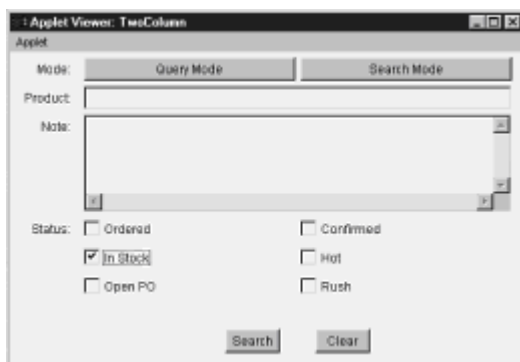 Applet Viewer: TwoColumn
Applet
Mode: Query Mode Search Mode
Product:
Note:
Status: Ordered Confirmed
In Stock Hot
Open PO Rush
Search Clear